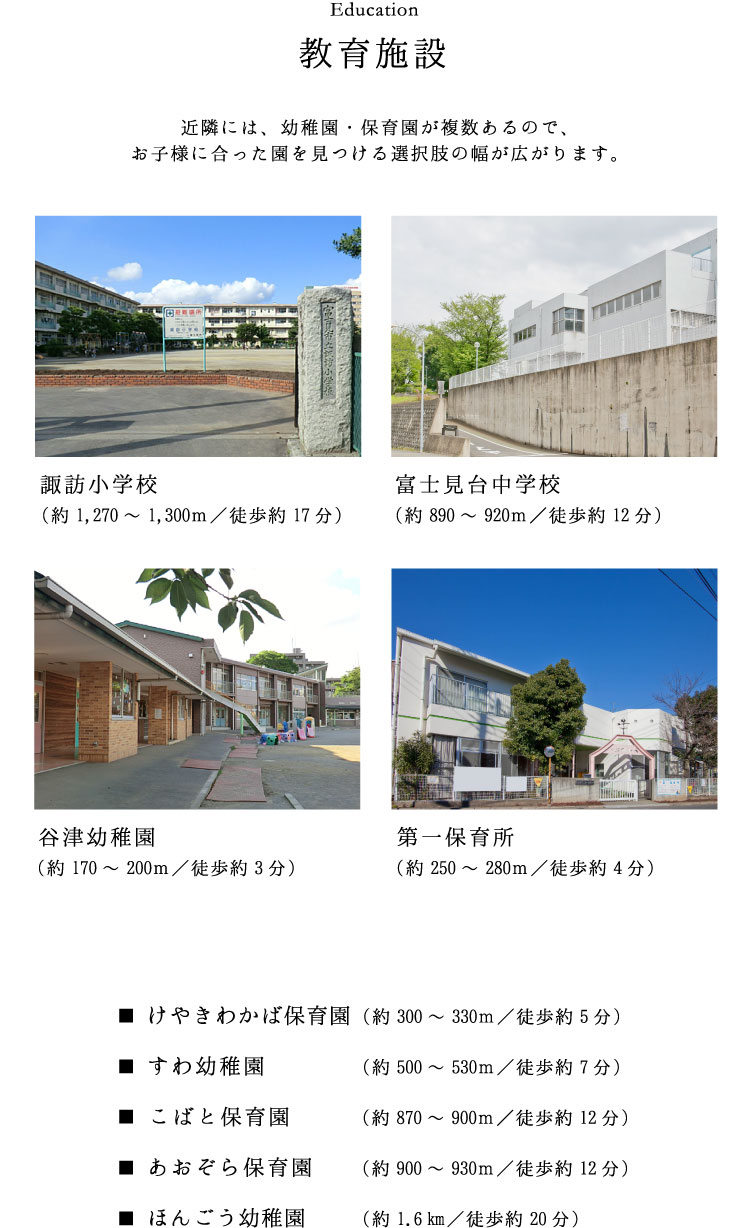 Education
教育施設
近隣には、幼稚園・保育園が複数あるので、
お子様に合った園を見つける選択肢の幅が広がります。
避難場所
諏訪小学校
（約 1,270 ～ 1,300m／徒歩約 17 分）
富士見台中学校
（約 890 ～ 920m／徒歩約 12 分）
谷津幼稚園
（約 170 ～ 200m／徒歩約 3 分）
第一保育所
（約 250 ～ 280m／徒歩約 4 分）
■ けやきわかば保育園（約 300 ～ 330m／徒歩約 5 分）
■ すわ幼稚園（約 500 ～ 530m／徒歩約 7 分）
■ こばと保育園（約 870 ～ 900m／徒歩約 12 分）
■ あおぞら保育園（約 900 ～ 930m／徒歩約 12 分）
■ ほんごう幼稚園（約 1.6 ㎞／徒歩約 20 分）